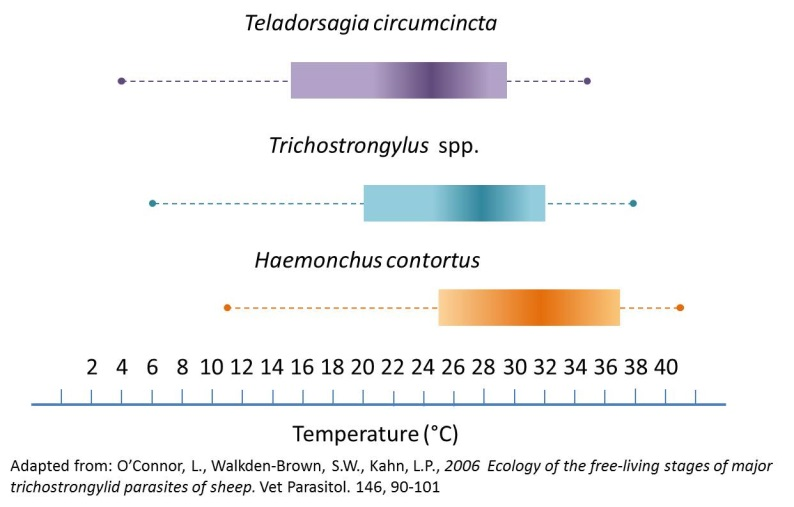 Teladorsagia circumcincta
Trichostrongylus spp.
Haemonchus contortus
2 4 6 8 10 12 14 16 18 20 22 24 26 28 30 32 34 36 38 40
Temperature (°C)
Adapted from: O’Connor, L., Walkden-Brown, S.W., Kahn, L.P., 2006 Ecology of the free-living stages of major
trichostrongylid parasites of sheep. Vet Parasitol. 146, 90-101